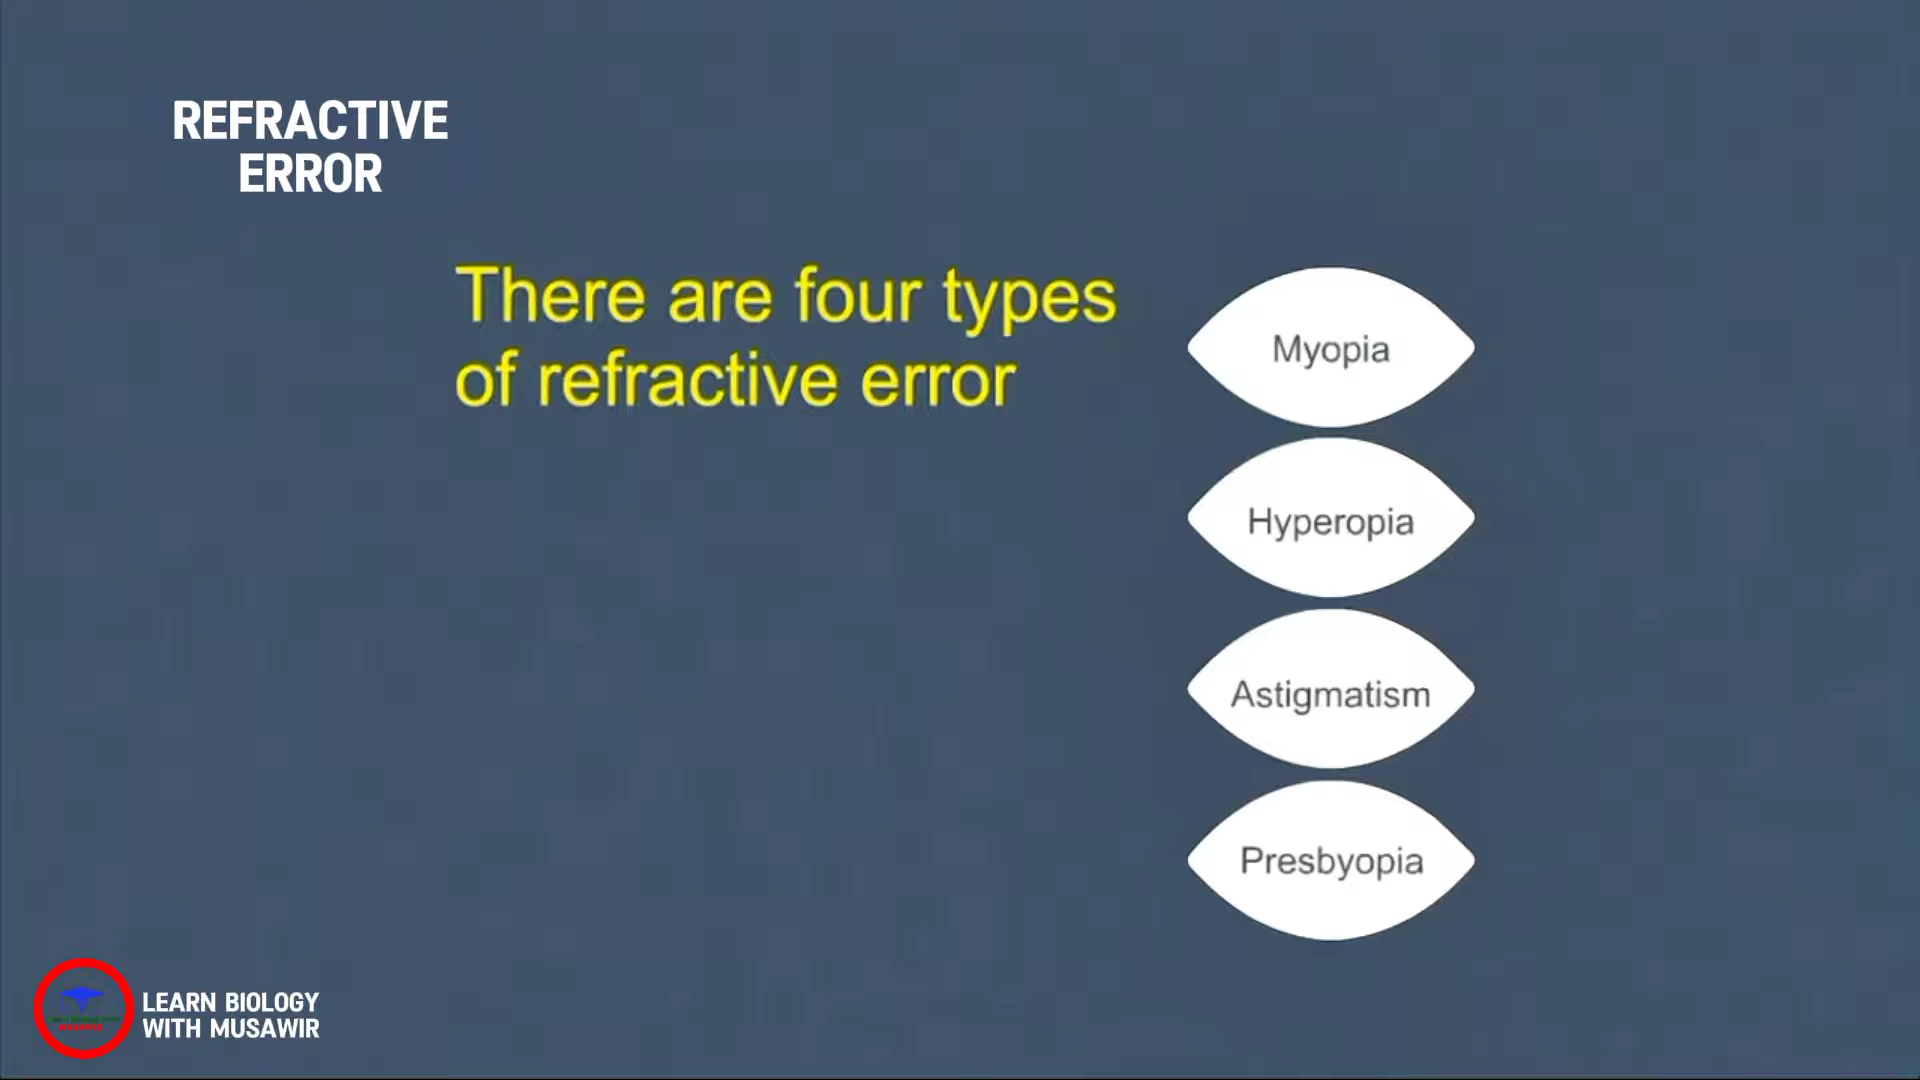 REFRACTIVE
ERROR
There are four types
of refractive error
Myopia
Hyperopia
Astigmatism
Presbyopia
LEARN BIOLOGY
WITH MUSAWIR